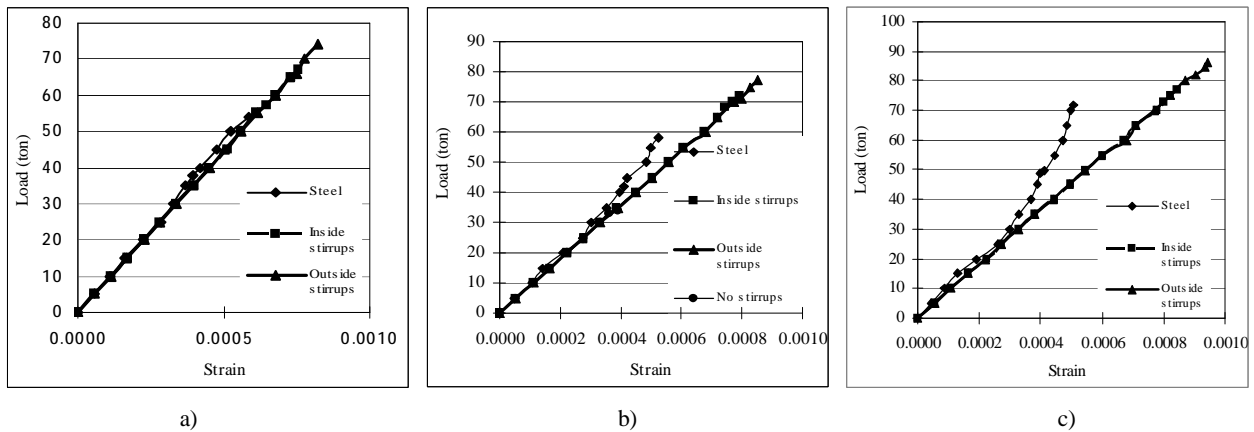 80
70
60
50
40
30
20
10
0
Load (ton)
0.0000 0.0005 0.0010
Strain
Steel
Inside
stirrups
Outside
stirrups
a)
90
80
70
60
50
40
30
20
10
0
Load (ton)
0.0000 0.0002 0.0004 0.0006 0.0008 0.0010
Strain
Steel
Inside stirrups
Outside
stirrups
No stirrups
b)
100
90
80
70
60
50
40
30
20
10
0
Load (ton)
0.0000 0.0002 0.0004 0.0006 0.0008 0.0010
Strain
Steel
Inside
stirrups
Outside
stirrups
c)